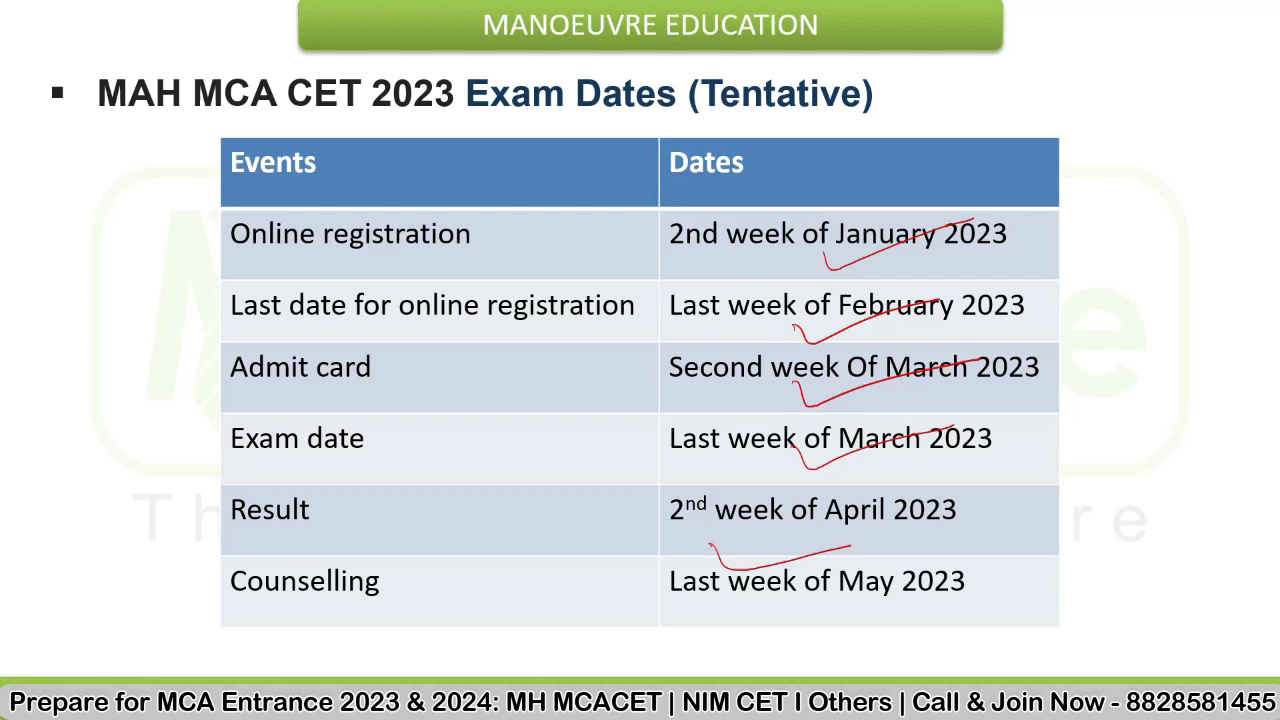 MANOEUVRE EDUCATION
▪ MAH MCA CET 2023 Exam Dates (Tentative)
Events Dates
Online registration 2nd week of January 2023
Last date for online registration Last week of February 2023
Admit card Second week Of March 2023
Exam date Last week of March 2023
Result 2nd week of April 2023
Counselling Last week of May 2023
Prepare for MCA Entrance 2023 & 2024: MH MCACET | NIM CET I Others | Call & Join Now - 8828581455